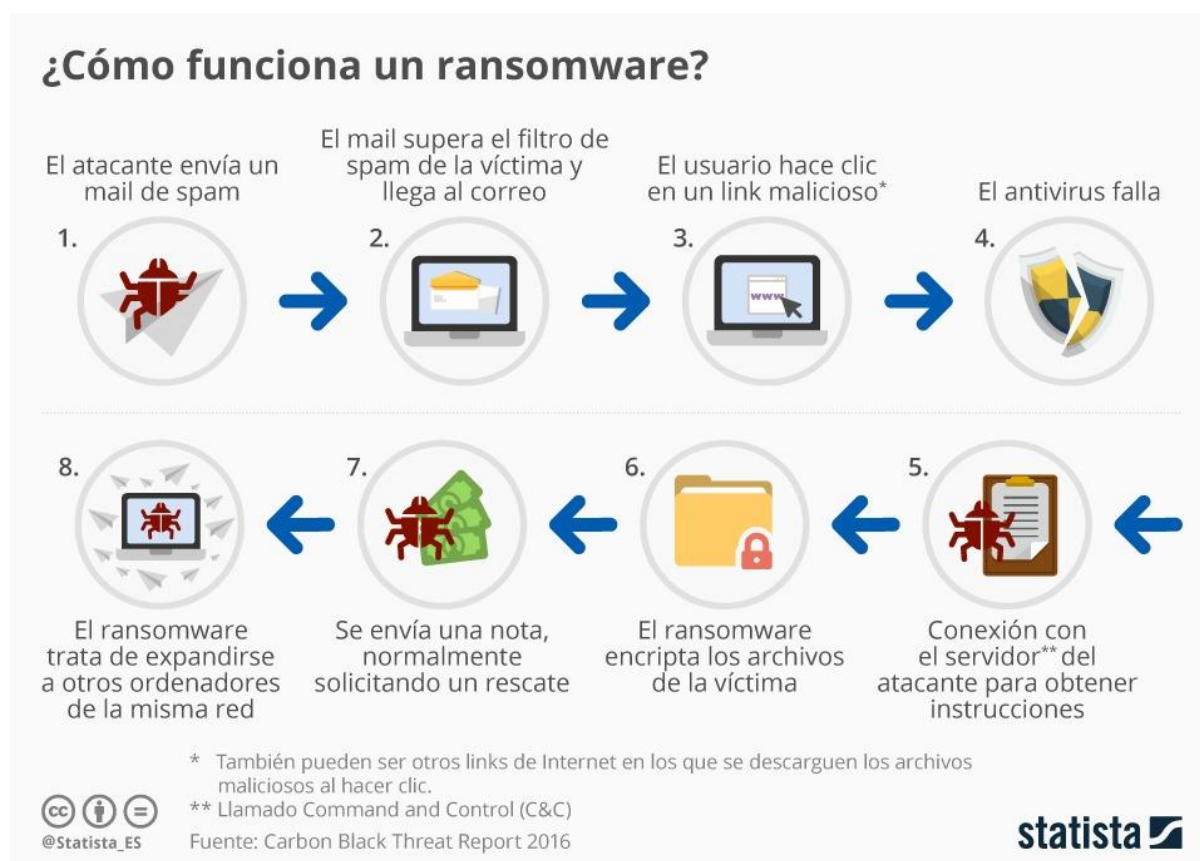 ¿Cómo funciona un ransomware?
El atacante envía un
mail de spam
1.
El mail supera el filtro de
spam de la víctima y
llega al correo
2.
El usuario hace clic
en un link malicioso*
3.
www
El antivirus falla
4.
5.
Conexión con
el servidor** del
atacante para obtener
instrucciones
6.
El ransomware
encripta los archivos
de la víctima
7.
Se envía una nota,
normalmente
solicitando un rescate
8.
El ransomware
trata de expandirse
a otros ordenadores
de la misma red
* También pueden ser otros links de Internet en los que se descarguen los archivos
maliciosos al hacer clic.
** Llamado Command and Control (C&C)
Fuente: Carbon Black Threat Report 2016
cc
@Statista_ES
statista